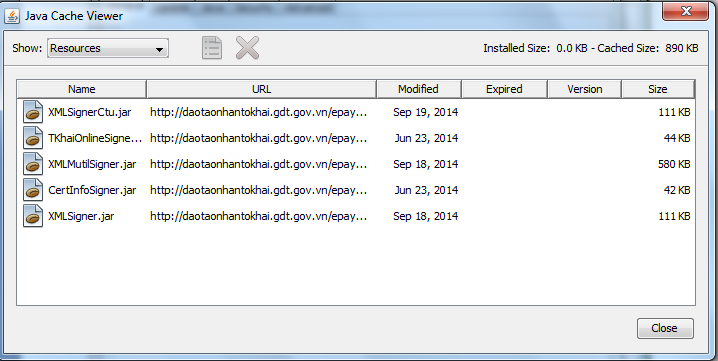 Java Cache Viewer
Show: Resources Installed Size: 0.0 KB - Cached Size: 890 KB
Name URL Modified Expired Version Size
XMLSignerCtu.jar http://daotaonhantokhai.gdt.gov.vn/epay... Sep 19, 2014 111 KB
TKhaiOnlineSigne... http://daotaonhantokhai.gdt.gov.vn/epay... Jun 23, 2014 44 KB
XMLMutilSigner.jar http://daotaonhantokhai.gdt.gov.vn/epay... Sep 18, 2014 580 KB
CertInfoSigner.jar http://daotaonhantokhai.gdt.gov.vn/epay... Jun 23, 2014 42 KB
XMLSigner.jar http://daotaonhantokhai.gdt.gov.vn/epay... Sep 18, 2014 111 KB
Close